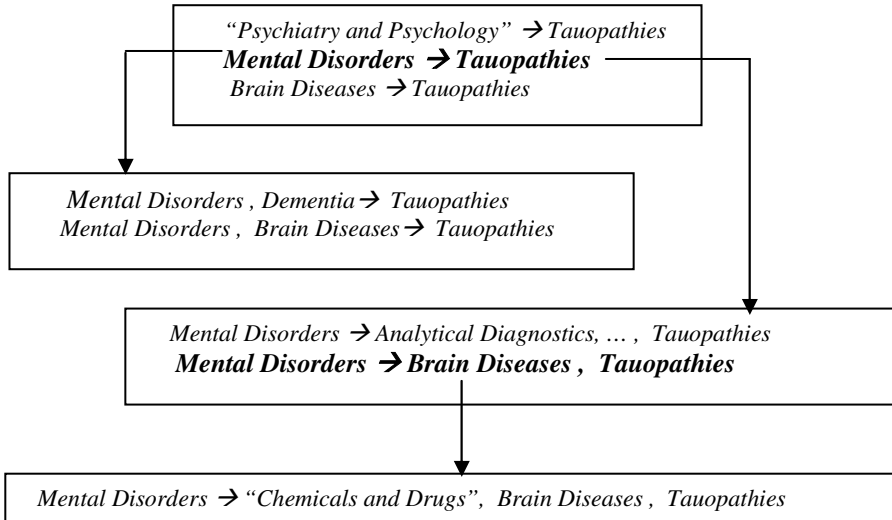 “Psychiatry and Psychology” → Tauopathies
Mental Disorders → Tauopathies
Brain Diseases → Tauopathies
Mental Disorders , Dementia → Tauopathies
Mental Disorders , Brain Diseases → Tauopathies
Mental Disorders → Analytical Diagnostics, … , Tauopathies
Mental Disorders → Brain Diseases , Tauopathies
Mental Disorders → “Chemicals and Drugs”, Brain Diseases , Tauopathies